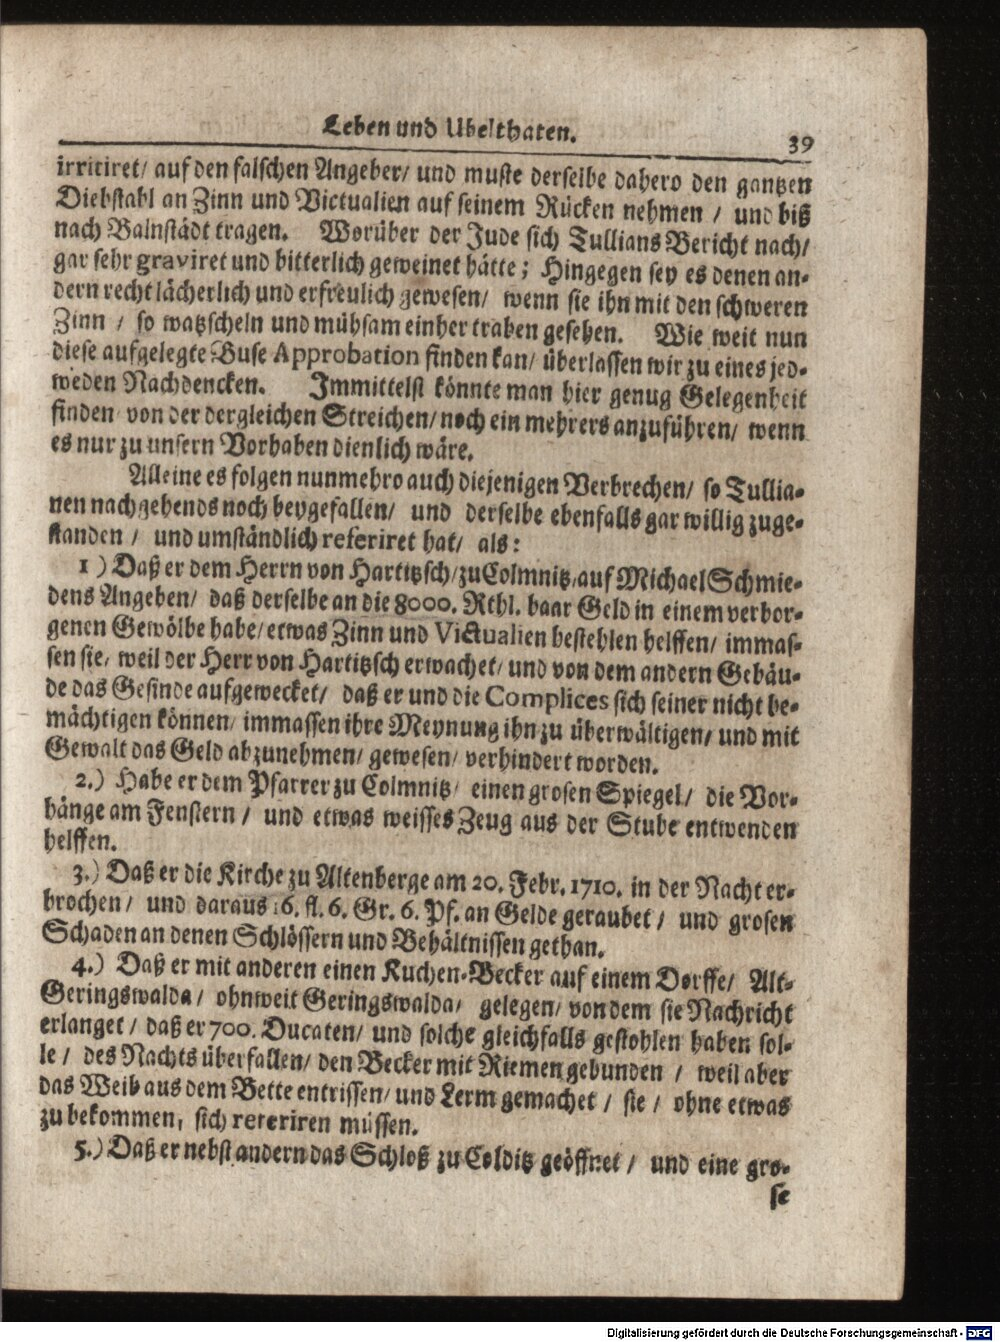 Leben und Ubelthaten.
39
irritiret/ auf den falschen Angeber/ und muste derselbe dahero den gantzen
Diebstahl an Zinn und Victualien auf seinem Rücken nehmen / und biß
nach Bainstädt tragen. Worüber der Jude sich Tullians Bericht nach/
gar sehr graviret und bitterlich geweinet hätte; Hingegen sey es denen an-
dern recht lächerlich und erfreulich gewesen/ wenn sie ihn mit den schweren
Zinn / so watzscheln und mühsam einher traben gesehen. Wie weit nun
diese aufgelegte Buse Approbation finden kan/ überlassen wir zu eines jed-
weden Nachdencken. Immittelst könnte man hier genug Gelegenheit
finden von der dergleichen Streichen/ noch ein mehrers anzuführen/ wenn
es nur zu unsern Vorhaben dienlich wäre.
Alleine es folgen nunmehro auch diejenigen Verbrechen/ so Tullia-
nen nachgehends noch beygefallen/ und derselbe ebenfalls gar willig zuge-
standen / und umständlich referiret hat/ als:
1 ) Daß er dem Herrn von Hartitzsch/ zu Colmnitz/ auf Michael Schmie-
dens Angeben/ daß derselbe an die 8000. Rthl. baar Geld in einem verbor-
genen Gewölbe habe/ etwas Zinn und Victualien bestehlen helffen/ immas-
sen sie/ weil der Herr von Hartitzsch erwachet/ und von dem andern Gebäu-
de das Gesinde aufgewecket/ daß er und die Complices sich seiner nicht be-
mächtigen können/ immassen ihre Meynung ihn zu überwältigen/ und mit
Gewalt das Geld abzunehmen/ gewesen/ verhindert worden.
2.) Habe er dem Pfarrer zu Colmnitz/ einen grosen Spiegel/ die Vor-
hänge am Fenstern / und etwas weisses Zeug aus der Stube entwenden
helffen.
3.) Daß er die Kirche zu Altenberge am 20. Febr. 1710. in der Nacht er-
brochen/ und daraus 16. fl. 6. Gr. 6. Pf. an Gelde geraubet / und grosen
Schaden an denen Schlössern und Behältnissen gethan.
4.) Daß er mit anderen einen Kuchen-Becker auf einem Dorffe/ Alt-
Geringswalda / ohnweit Geringswalda/ gelegen/ von dem sie Nachricht
erlanget / daß er 700. Ducaten/ und solche gleichfalls gestohlen haben sol-
le / des Nachts überfallen/ den Becker mit Riemen gebunden / weil aber
das Weib aus dem Bette entrissen/ und Lerm gemachet / sie / ohne etwas
zu bekommen, sich reteriren müssen.
5.) Daß er nebst andern das Schloß zu Colditz geöffnet / und eine gro-
se
Digitalisierung gefördert durch die Deutsche Forschungsgemeinschaft - DFG